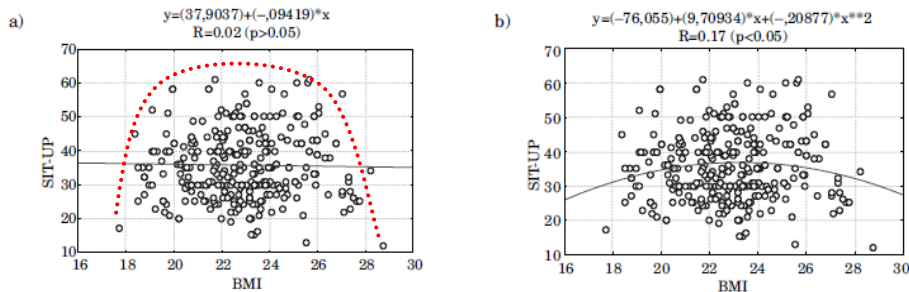 a)
y=(37,9037)+(-,09419)*x
R=0.02 (p>0.05)
70
60
50
40
30
20
10
SIT-UP
16 18 20 22 24 26 28 30
BMI
b)
y=(-76,055)+(9,70934)*x+(-,20877)*x**2
R=0.17 (p<0.05)
70
60
50
40
30
20
10
SIT-UP
16 18 20 22 24 26 28 30
BMI